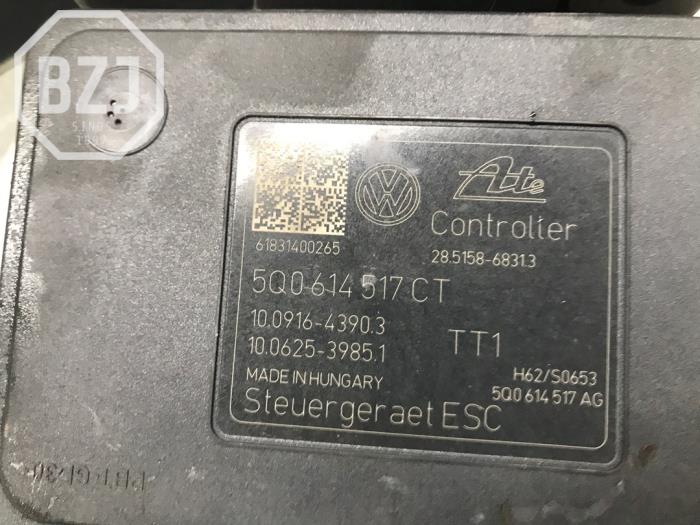 BZJ
Ate
Controller
28.5158-6831.3
61831400265
5Q0 614 517 CT
10.0916-4390.3
10.0625-3985.1
TT1
MADE IN HUNGARY
H62/S0653
5Q0 614 517 AG
Steuergeraet ESC